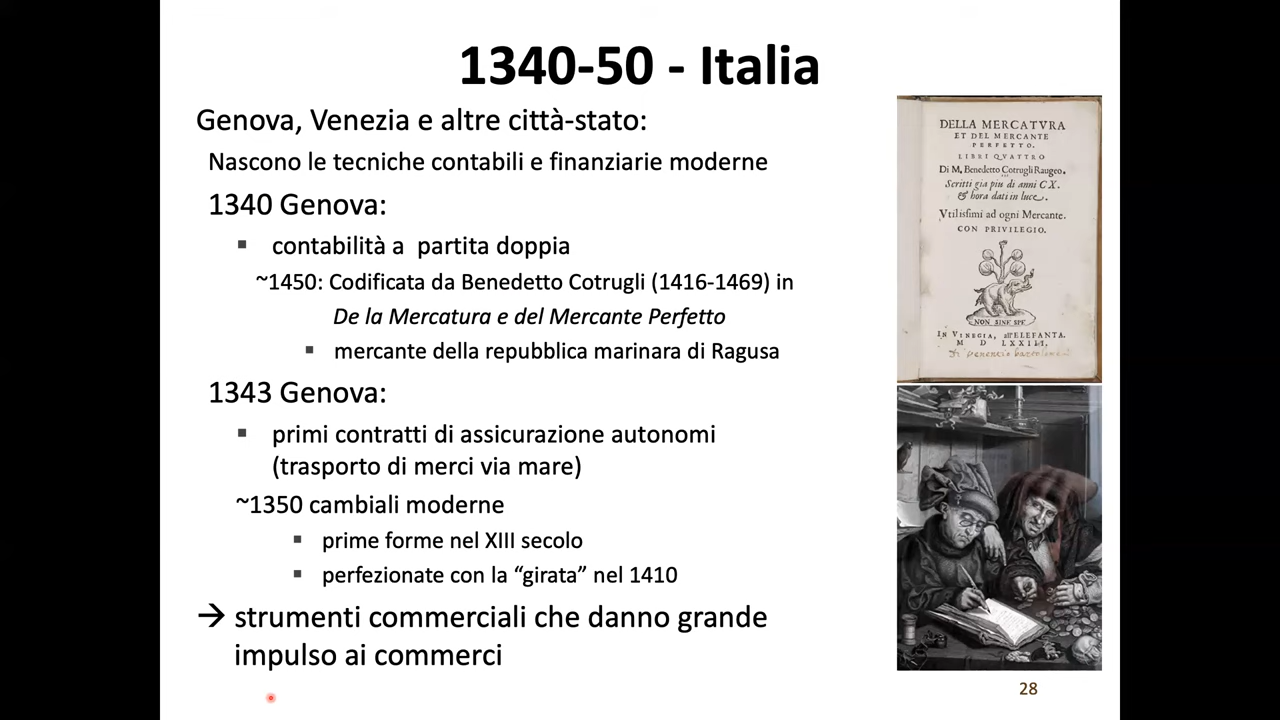 1340-50 - Italia
Genova, Venezia e altre città-stato:
Nascono le tecniche contabili e finanziarie moderne
1340 Genova:
▪ contabilità a partita doppia
~1450: Codificata da Benedetto Cotrugli (1416-1469) in
De la Mercatura e del Mercante Perfetto
▪ mercante della repubblica marinara di Ragusa
1343 Genova:
▪ primi contratti di assicurazione autonomi
(trasporto di merci via mare)
~1350 cambiali moderne
▪ prime forme nel XIII secolo
▪ perfezionate con la “girata” nel 1410
→ strumenti commerciali che danno grande
impulso ai commerci
DELLA MERCATVRA
ET DEL MERCANTE
PERFETTO.
LIBRI QVATTRO
Di M. Benedetto Cotrugli Raugeo.
Scritti gia piu di anni CX.
& hora dati in luce.
Vtilissimi ad ogni Mercante.
CON PRIVILEGIO.
NON SINE SPE
IN VINEGIA, all'ELEFANTA.
M D LXXIII.
28